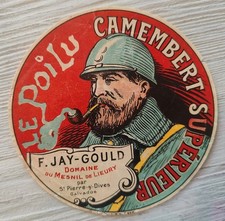 LE POILU
CAMEMBERT SUPÉRIEUR
F. JAY-GOULD
DOMAINE
DU MESNIL DE LIEURY
PAR
St Pierre-s-Dives
Calvados